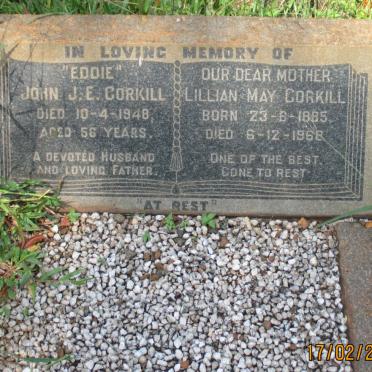 IN LOVING MEMORY OF
"EDDIE"
JOHN J.E. CORKILL
DIED 10-4-1948
AGED 56 YEARS.
A DEVOTED HUSBAND
AND LOVING FATHER.
OUR DEAR MOTHER
LILLIAN MAY CORKILL
BORN 23-8-1885
DIED 6-12-1968
ONE OF THE BEST.
GONE TO REST
"AT REST"
17/02/2